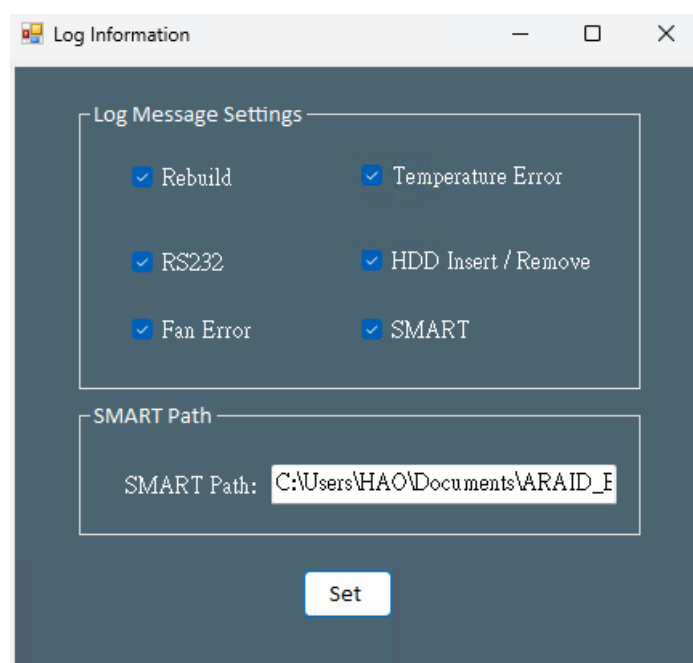 Log Information
Log Message Settings
Rebuild
Temperature Error
RS232
HDD Insert / Remove
Fan Error
SMART
SMART Path
SMART Path: C:\Users\HAO\Documents\ARAID_E
Set